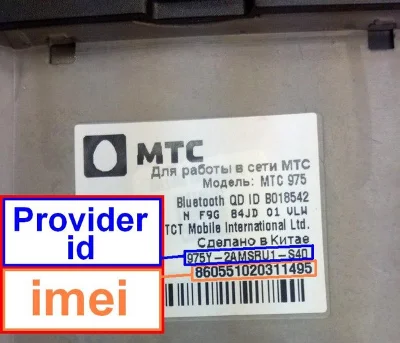 МТС
Для работы в сети МТС
Модель: МТС 975
Bluetooth QD ID B018542
N F9G B4JD 01 VLW
TCT Mobile International Ltd.
Сделано в Китае
Provider id
975Y-2AMSRU1-S40
imei
860551020311495